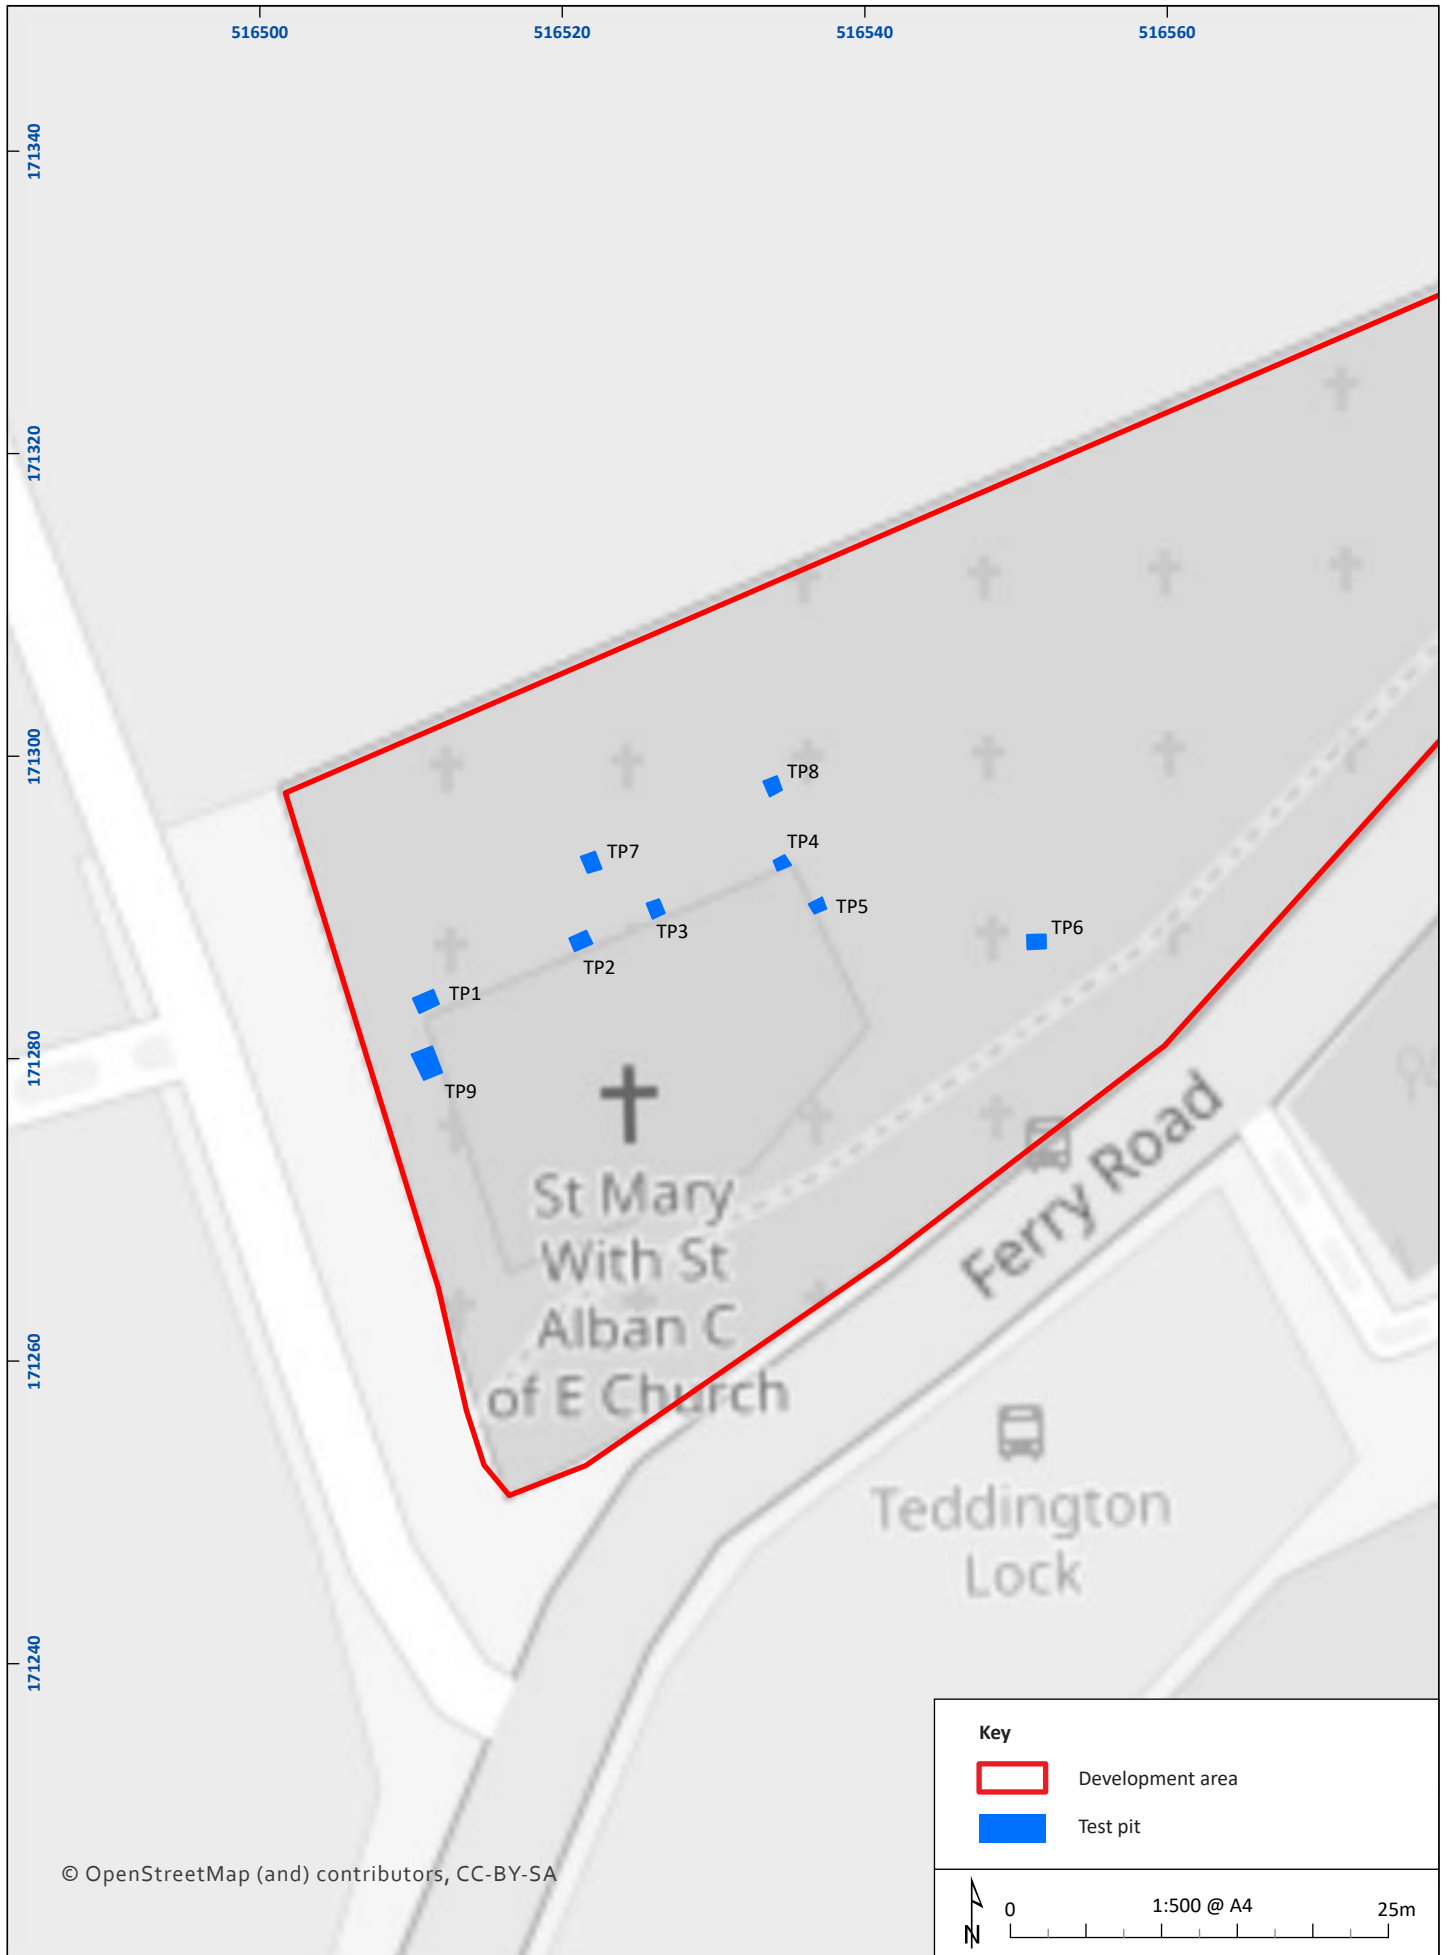 516500
516520
516540
516560
171340
171320
171300
171280
171260
171240
TP8
TP4
TP7
TP5
TP3
TP6
TP2
TP1
TP9
St Mary
With St
Alban C
of E Church
Ferry Road
Teddington
Lock
Key
Development area
Test pit
© OpenStreetMap (and) contributors, CC-BY-SA
N
0
1:500 @ A4
25m